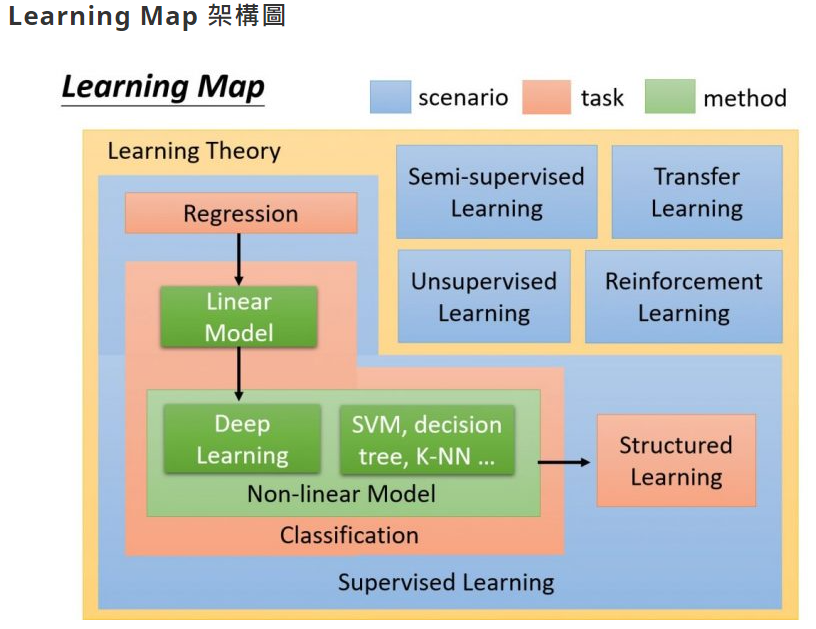 Learning Map 架構圖
Learning Map
scenario
task
method
Learning Theory
Semi-supervised
Learning
Transfer
Learning
Regression
Unsupervised
Learning
Reinforcement
Learning
Linear
Model
Deep
Learning
SVM, decision
tree, K-NN ...
Non-linear Model
Structured
Learning
Classification
Supervised Learning